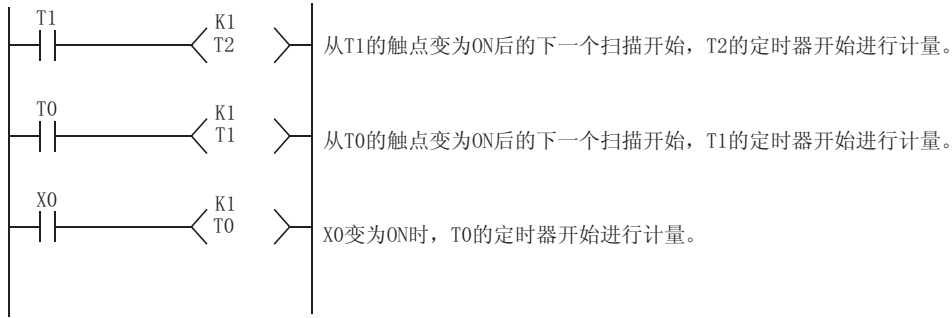 T1
K1
T2
从T1的触点变为ON后的下一个扫描开始，T2的定时器开始进行计量。
T0
K1
T1
从T0的触点变为ON后的下一个扫描开始，T1的定时器开始进行计量。
X0
K1
T0
X0变为ON时，T0的定时器开始进行计量。